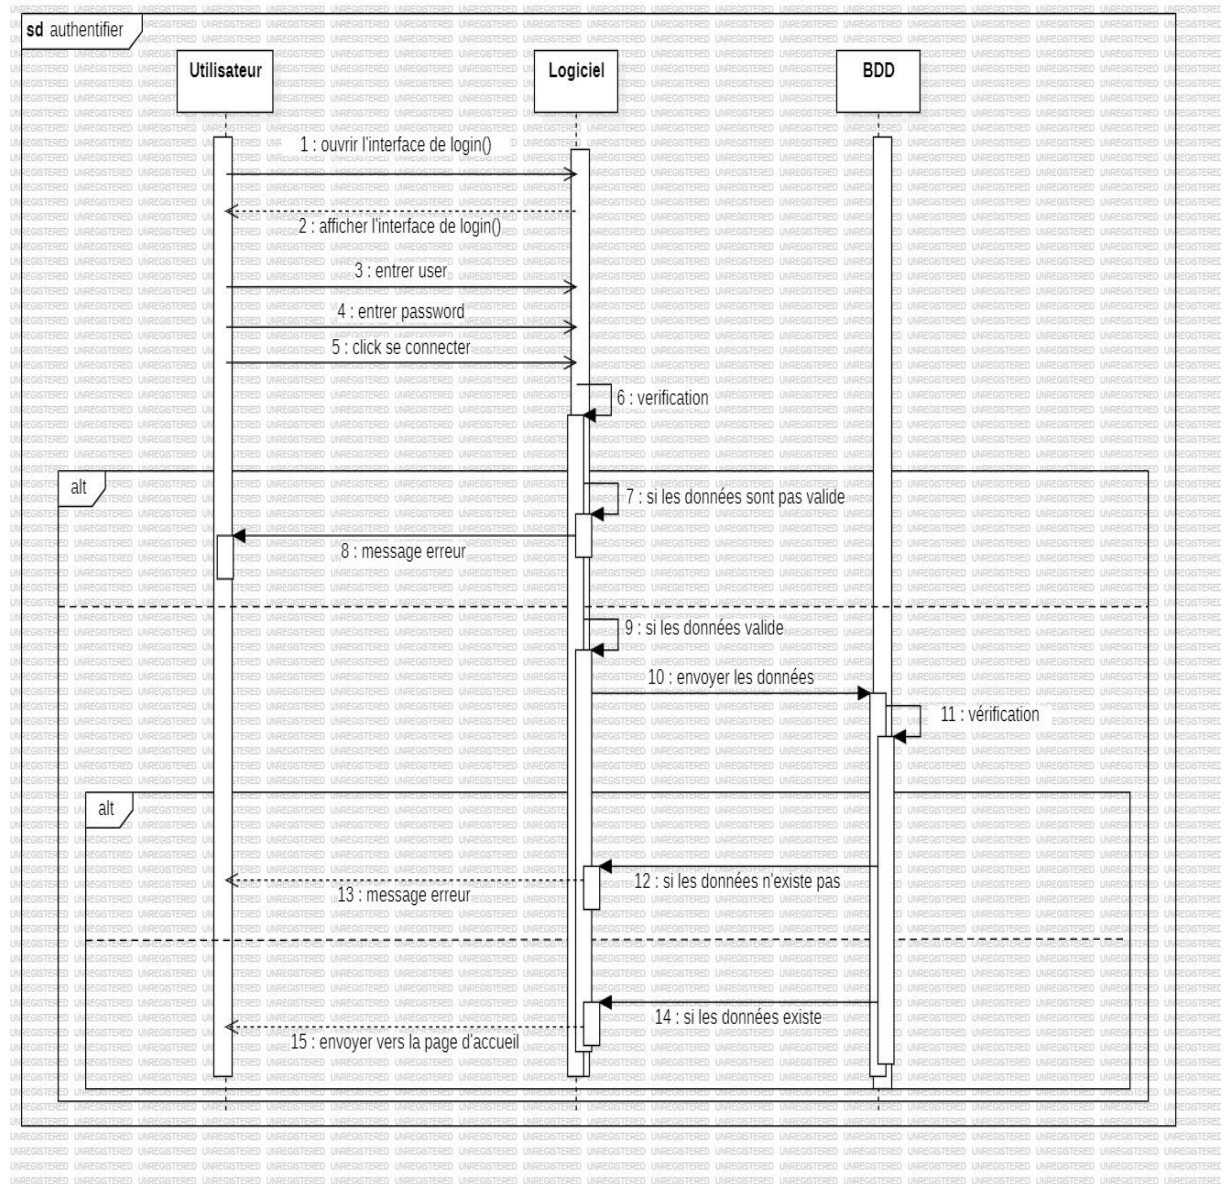 sd authentifier
Utilisateur
Logiciel
BDD
1 : ouvrir l'interface de login()
2 : afficher l'interface de login()
3 : entrer user
4 : entrer password
5 : click se connecter
6 : verification
alt
7 : si les données sont pas valide
8 : message erreur
9 : si les données valide
10 : envoyer les données
11 : vérification
alt
12 : si les données n'existe pas
13 : message erreur
14 : si les données existe
15 : envoyer vers la page d'accueil
UNREGISTERED